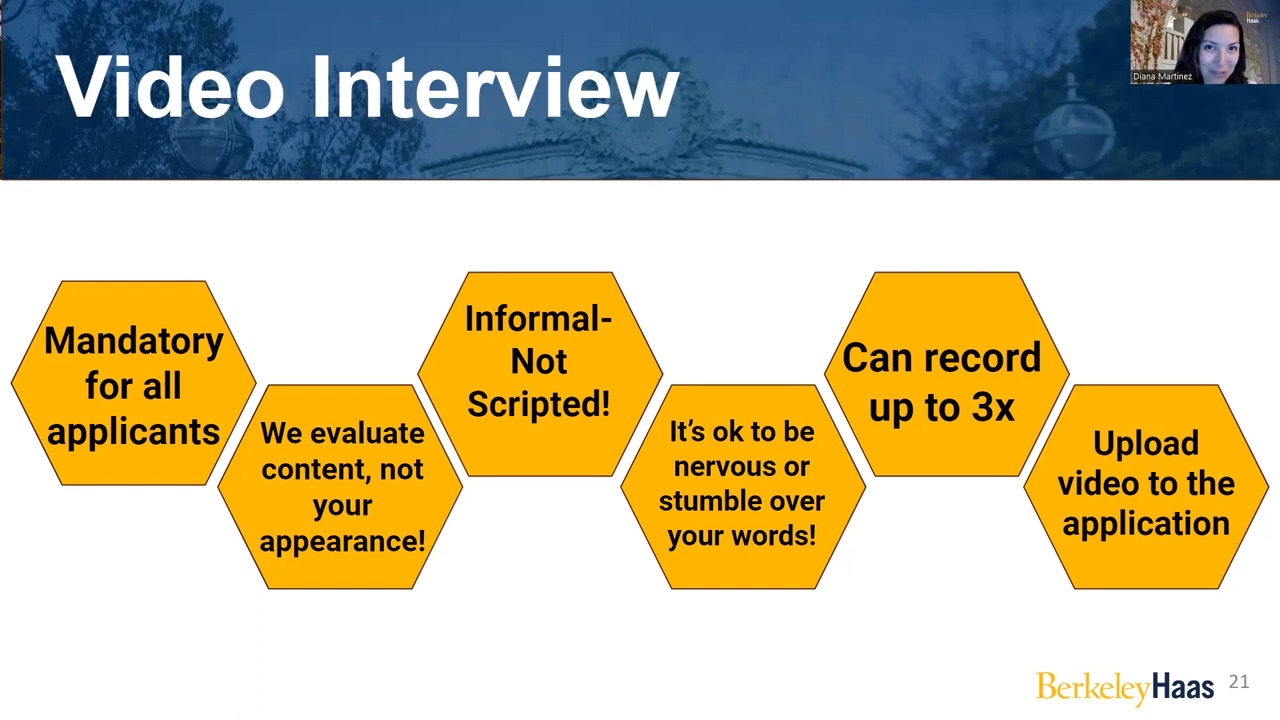 Video Interview
Berkeley
Haas
Diana Martinez
Mandatory
for all
applicants
We evaluate
content, not
your
appearance!
Informal-
Not
Scripted!
It’s ok to be
nervous or
stumble over
your words!
Can record
up to 3x
Upload
video to the
application
BerkeleyHaas
21